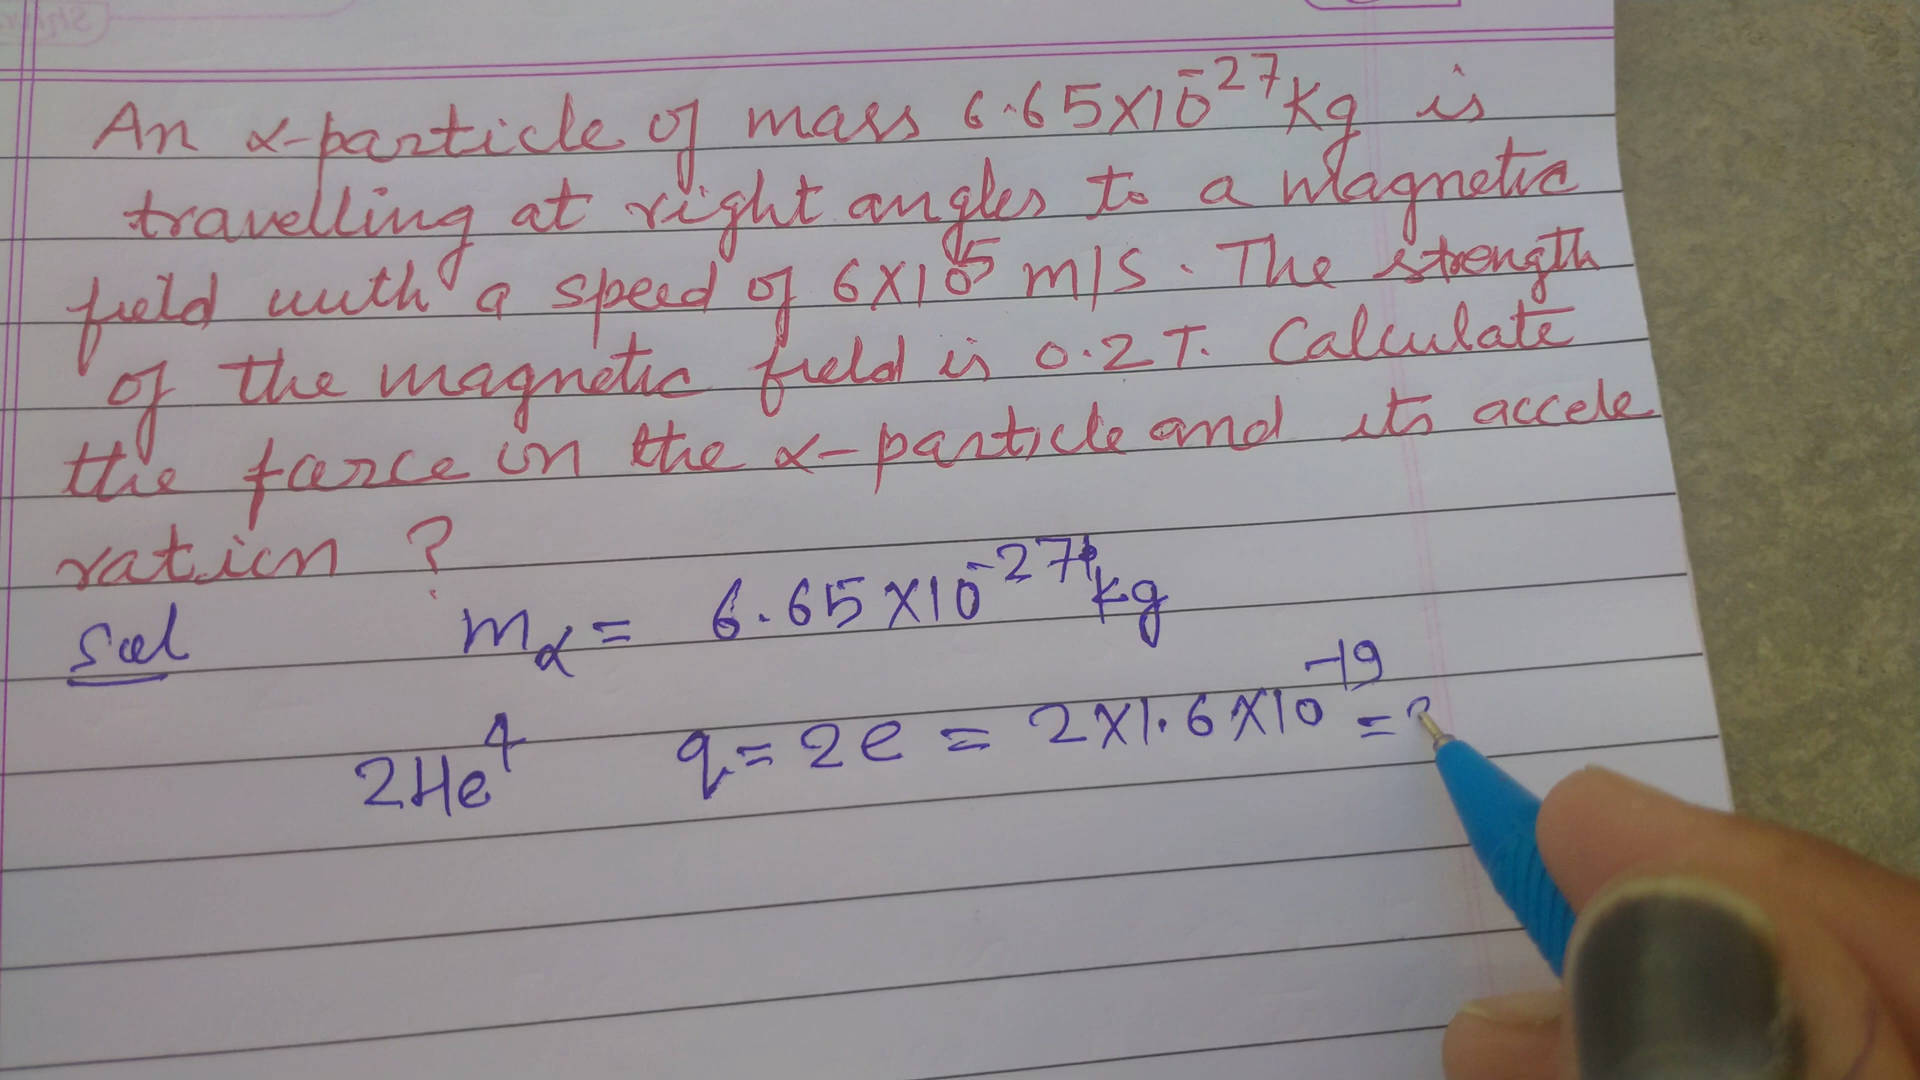 An α-particle of mass 6.65×10⁻²⁷ kg is
travelling at right angles to a Magnetic
field with a speed of 6×10⁵ m/s. The strength
of the magnetic field is 0.2 T. Calculate
the force on the α-particle and its accele
ration ?
Sol mα = 6.65×10⁻²⁷ kg
2He⁴ q = 2e = 2×1.6×10⁻¹⁹ =